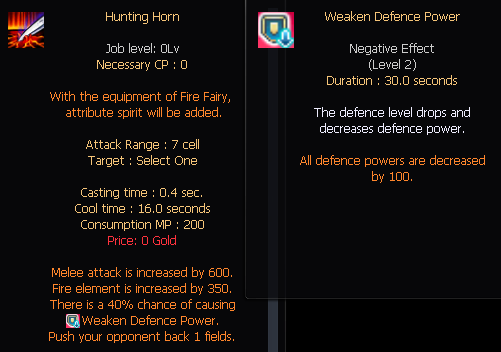 Hunting Horn
Job level: 0Lv
Necessary CP : 0
With the equipment of Fire Fairy,
attribute spirit will be added.
Attack Range : 7 cell
Target : Select One
Casting time : 0.4 sec.
Cool time : 16.0 seconds
Consumption MP : 200
Price: 0 Gold
Melee attack is increased by 600.
Fire element is increased by 350.
There is a 40% chance of causing
Weaken Defence Power.
Push your opponent back 1 fields.
Weaken Defence Power
Negative Effect
(Level 2)
Duration : 30.0 seconds
The defence level drops and
decreases defence power.
All defence powers are decreased
by 100.